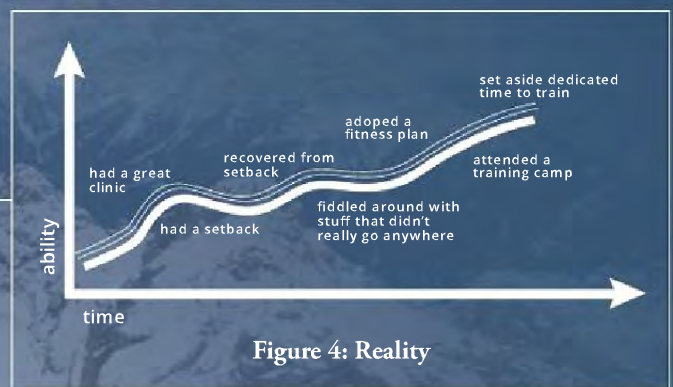 set aside dedicated
time to train
adoped a
fitness plan
recovered from
setback
attended a
training camp
had a great
clinic
fiddled around with
stuff that didn't
really go anywhere
had a setback
ability
time
Figure 4: Reality